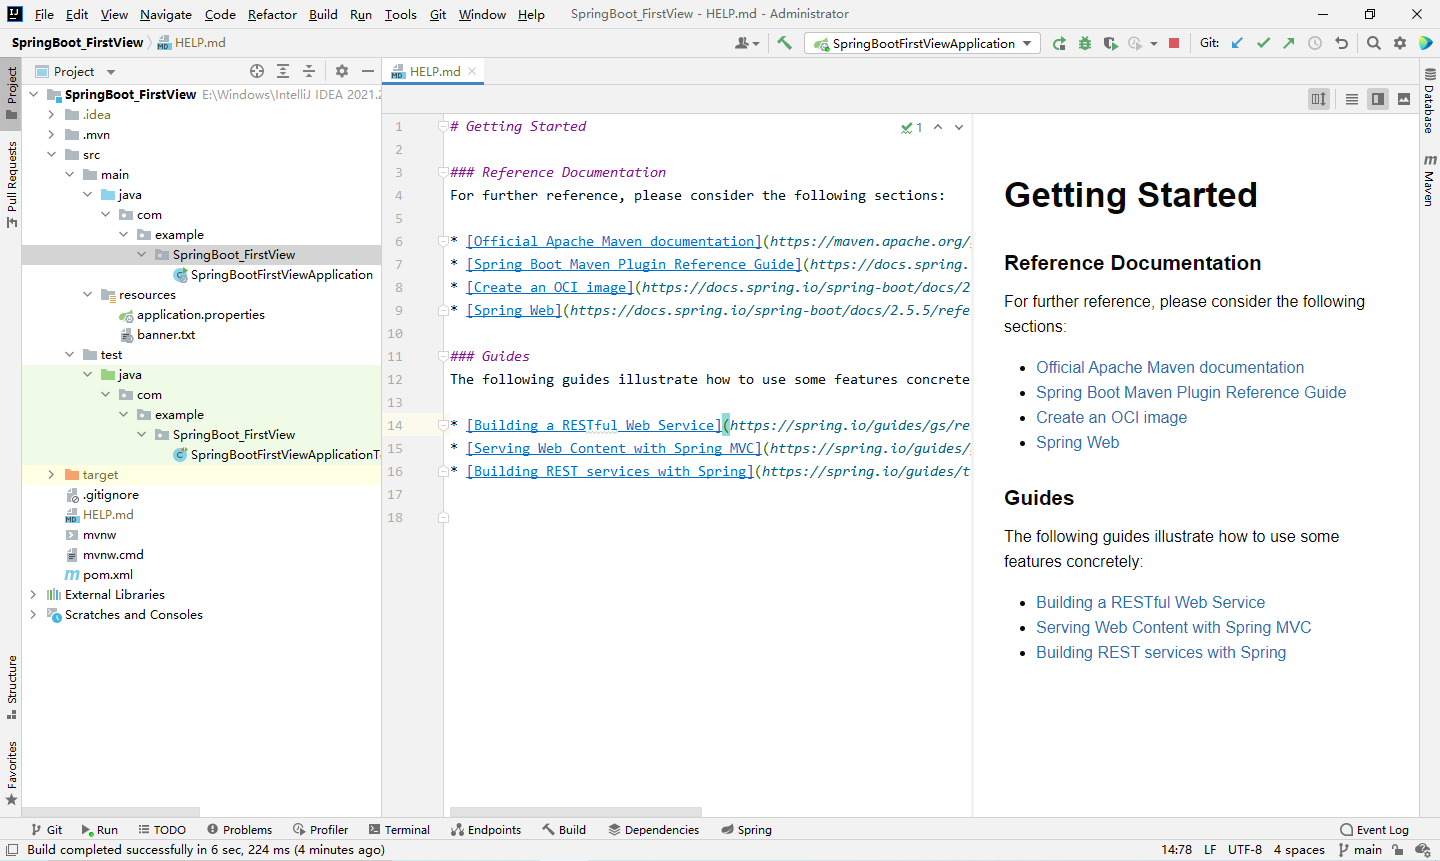 File Edit View Navigate Code Refactor Build Run Tools Git Window Help SpringBoot_FirstView - HELP.md - Administrator
SpringBoot_FirstView HELP.md SpringBootFirstViewApplication Git:
Project HELP.md
Project
Pull Requests
Structure
Favorites
SpringBoot_FirstView E:\Windows\IntelliJ IDEA 2021.2
.idea
.mvn
src
main
java
com
example
SpringBoot_FirstView
SpringBootFirstViewApplication
resources
application.properties
banner.txt
test
java
com
example
SpringBoot_FirstView
SpringBootFirstViewApplicationT
target
.gitignore
HELP.md
mvnw
mvnw.cmd
pom.xml
External Libraries
Scratches and Consoles
1 # Getting Started 1
2
3 ### Reference Documentation
4 For further reference, please consider the following sections:
5
6 * [Official Apache Maven documentation](https://maven.apache.org/
7 * [Spring Boot Maven Plugin Reference Guide](https://docs.spring.
8 * [Create an OCI image](https://docs.spring.io/spring-boot/docs/2
9 * [Spring Web](https://docs.spring.io/spring-boot/docs/2.5.5/refe
10
11 ### Guides
12 The following guides illustrate how to use some features concrete
13
14 * [Building a RESTful Web Service](https://spring.io/guides/gs/re
15 * [Serving Web Content with Spring MVC](https://spring.io/guides/
16 * [Building REST services with Spring](https://spring.io/guides/t
17
18
Getting Started
Reference Documentation
For further reference, please consider the following
sections:
• Official Apache Maven documentation
• Spring Boot Maven Plugin Reference Guide
• Create an OCI image
• Spring Web
Guides
The following guides illustrate how to use some
features concretely:
• Building a RESTful Web Service
• Serving Web Content with Spring MVC
• Building REST services with Spring
Database
Maven
Git Run TODO Problems Profiler Terminal Endpoints Build Dependencies Spring Event Log
Build completed successfully in 6 sec, 224 ms (4 minutes ago) 14:78 LF UTF-8 4 spaces main